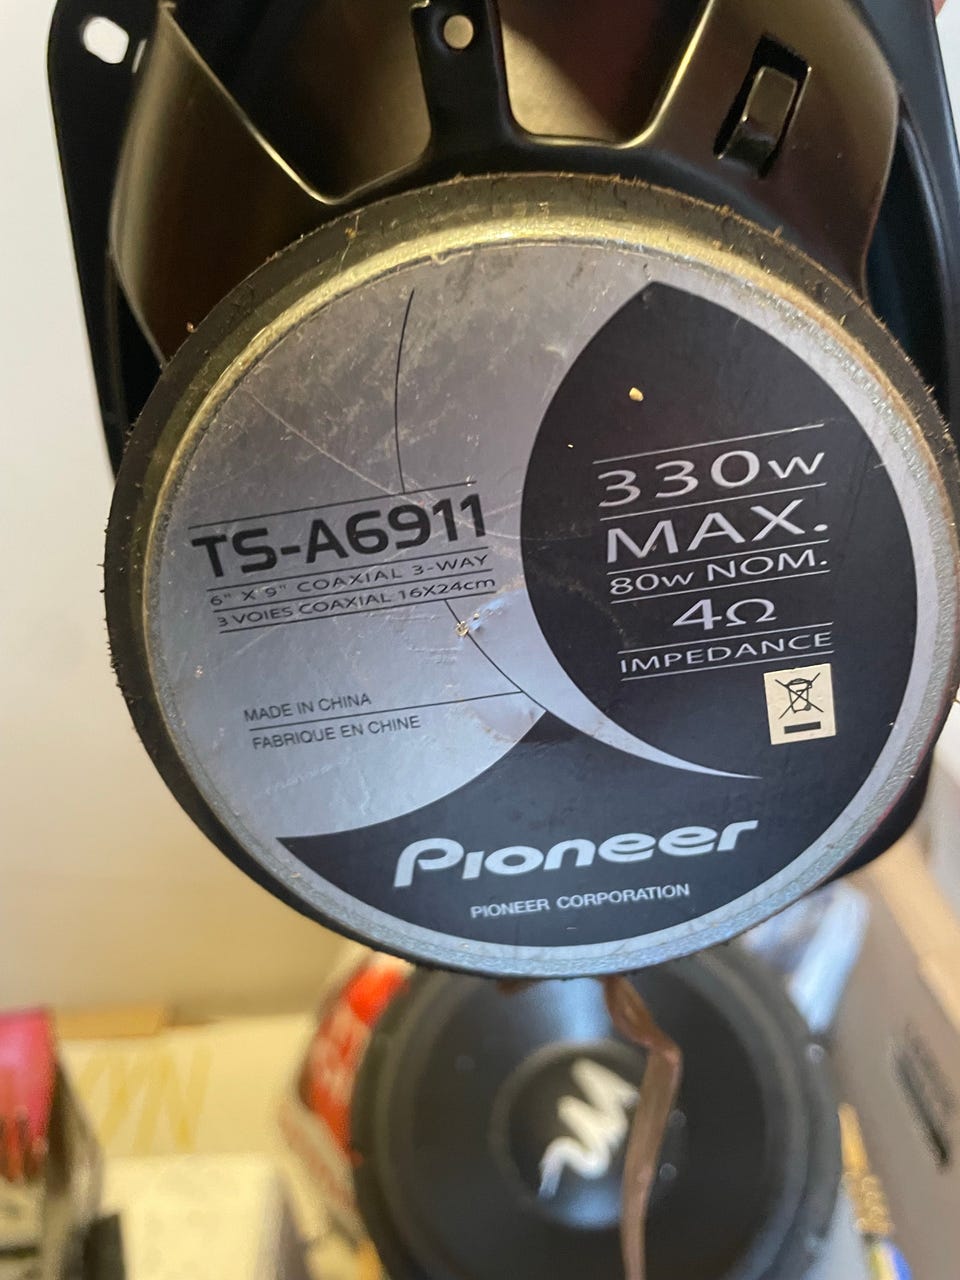 TS-A6911
6" X 9" COAXIAL 3-WAY
3 VOIES COAXIAL 16X24cm
MADE IN CHINA
FABRIQUE EN CHINE
330w
MAX.
80w NOM.
4Ω
IMPEDANCE
Pioneer
PIONEER CORPORATION